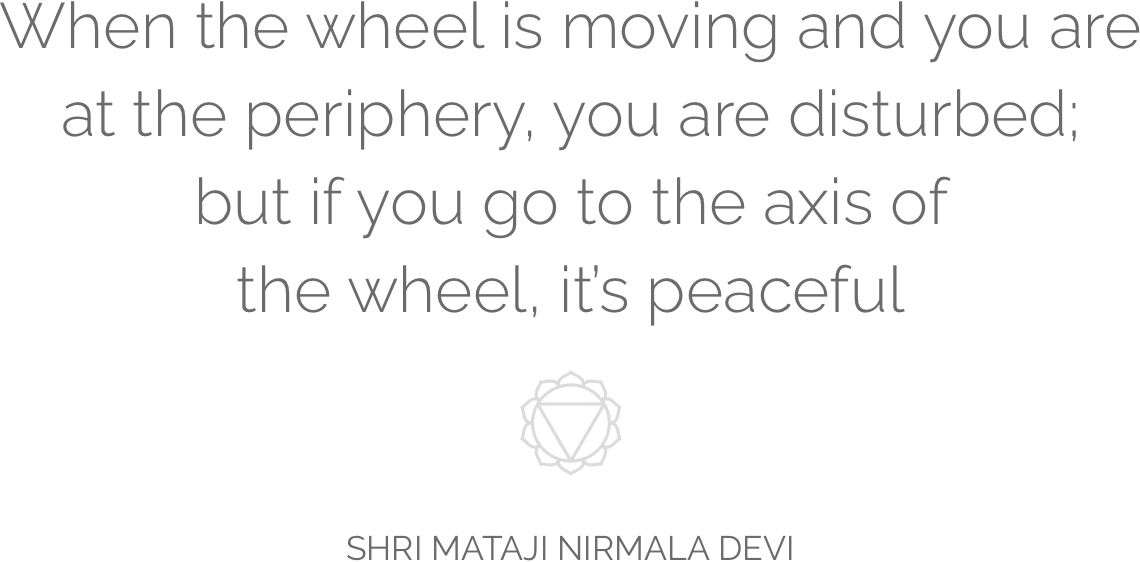 When the wheel is moving and you are
at the periphery, you are disturbed;
but if you go to the axis of
the wheel, it’s peaceful
SHRI MATAJI NIRMALA DEVI